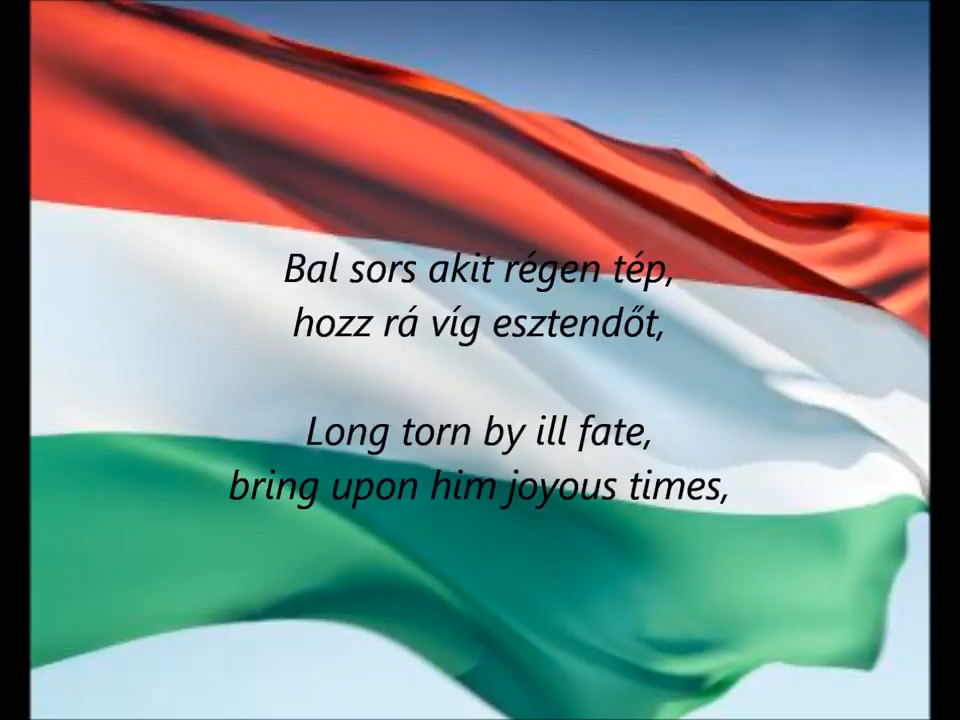 Bal sors akit régen tép,
hozz rá víg esztendőt,
Long torn by ill fate,
bring upon him joyous times,